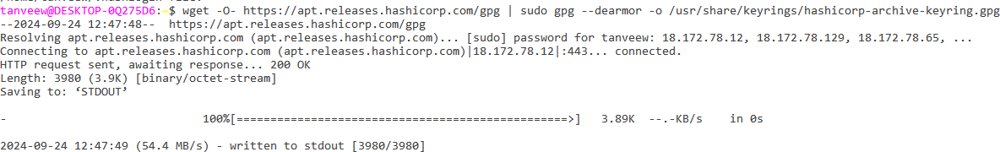 tanveew@DESKTOP-0Q275D6:~$ wget -O- https://apt.releases.hashicorp.com/gpg | sudo gpg --dearmor -o /usr/share/keyrings/hashicorp-archive-keyring.gpg
--2024-09-24 12:47:48--  https://apt.releases.hashicorp.com/gpg
Resolving apt.releases.hashicorp.com (apt.releases.hashicorp.com)... [sudo] password for tanveew: 18.172.78.12, 18.172.78.129, 18.172.78.65, ...
Connecting to apt.releases.hashicorp.com (apt.releases.hashicorp.com)|18.172.78.12|:443... connected.
HTTP request sent, awaiting response... 200 OK
Length: 3980 (3.9K) [binary/octet-stream]
Saving to: ‘STDOUT’
-                             100%[=================================================>]   3.89K  --.-KB/s    in 0s
2024-09-24 12:47:49 (54.4 MB/s) - written to stdout [3980/3980]